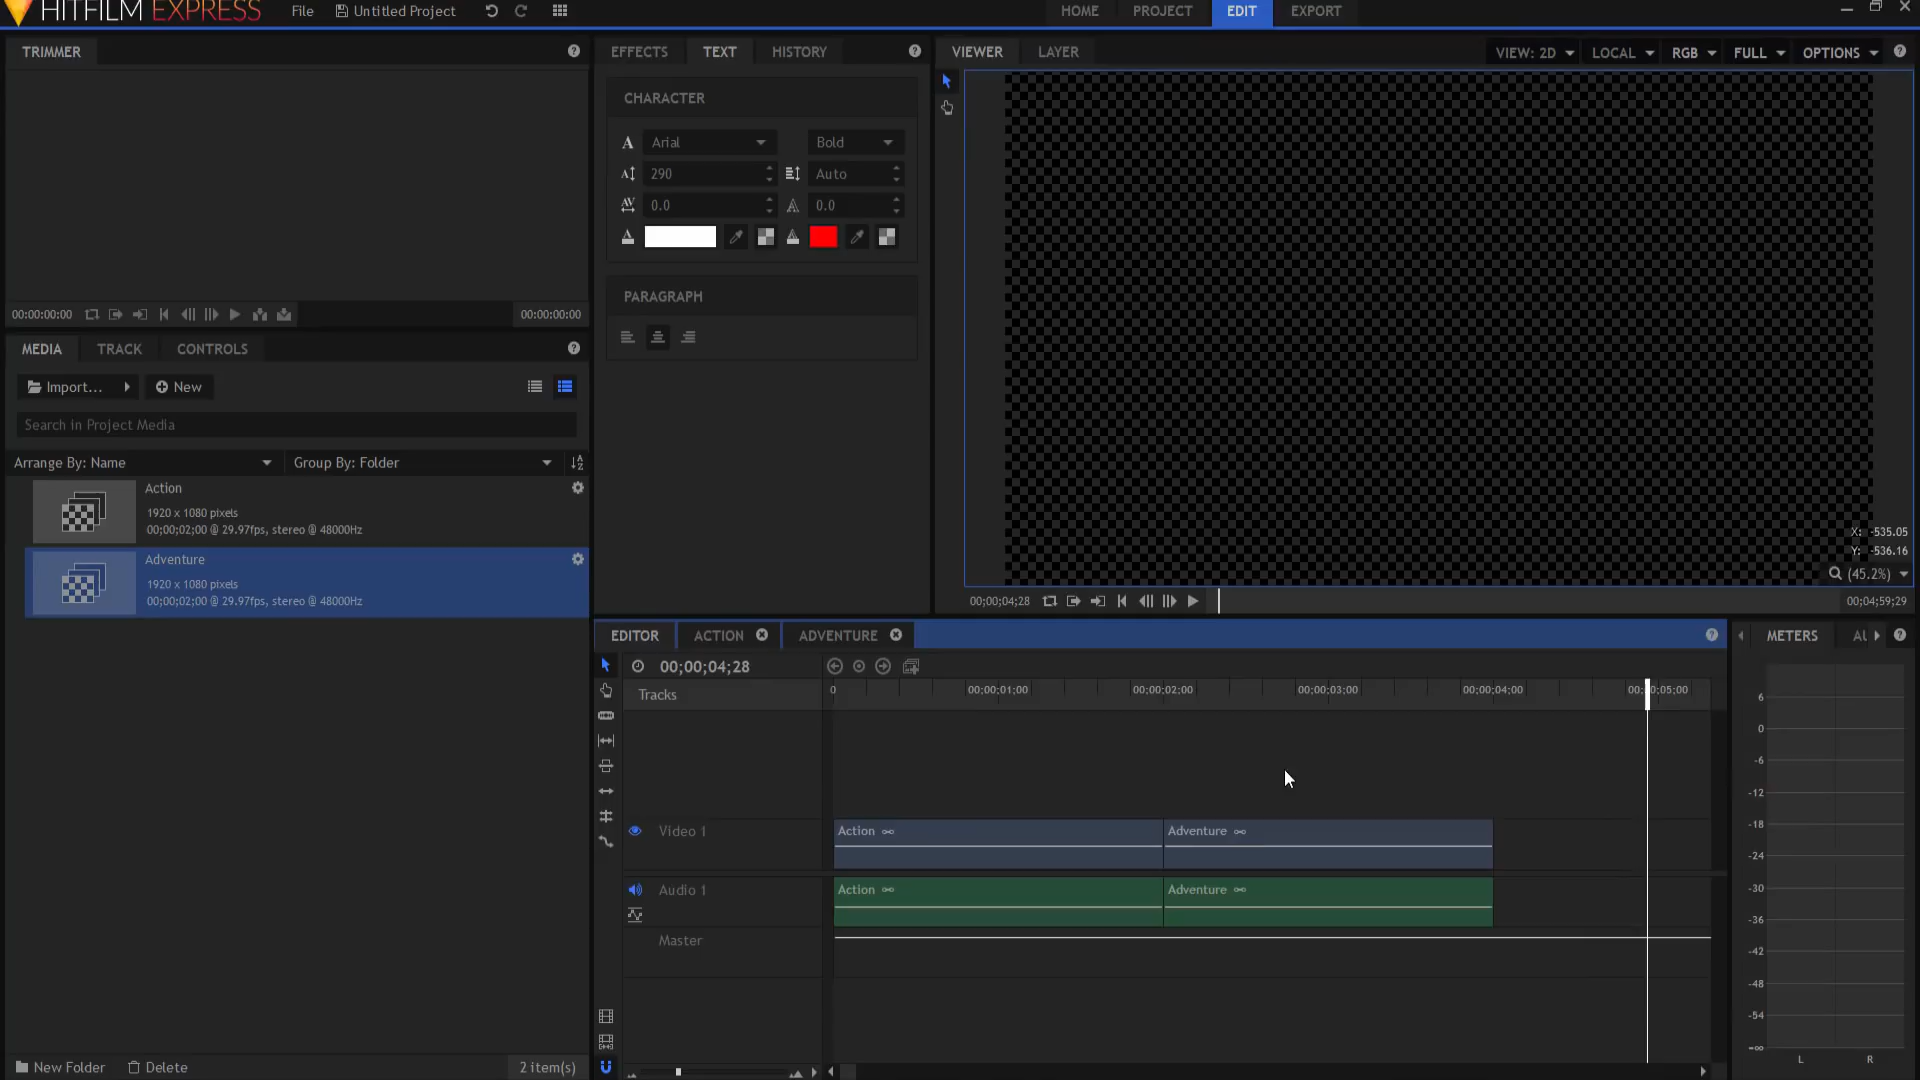 HITFILM EXPRESS
File
Untitled Project
HOME
PROJECT
EDIT
EXPORT
TRIMMER
00:00:00:00
00:00:00:00
MEDIA
TRACK
CONTROLS
Import...
New
Search in Project Media
Arrange By: Name
Group By: Folder
Action
1920 x 1080 pixels
00;00;02;00 @ 29.97fps, stereo @ 48000Hz
Adventure
1920 x 1080 pixels
00;00;02;00 @ 29.97fps, stereo @ 48000Hz
New Folder
Delete
2 item(s)
EFFECTS
TEXT
HISTORY
CHARACTER
Arial
Bold
290
Auto
0.0
0.0
PARAGRAPH
VIEWER
LAYER
VIEW: 2D
LOCAL
RGB
FULL
OPTIONS
X: -535.05
Y: -536.16
(45.2%)
00;00;04;28
00;04;59;29
EDITOR
ACTION
ADVENTURE
00;00;04;28
Tracks
0
00;00;01;00
00;00;02;00
00;00;03;00
00;00;04;00
00;00;05;00
Video 1
Action
Adventure
Audio 1
Action
Adventure
Master
METERS
AU
6
0
-6
-12
-18
-24
-30
-36
-42
-48
-54
-∞
L
R